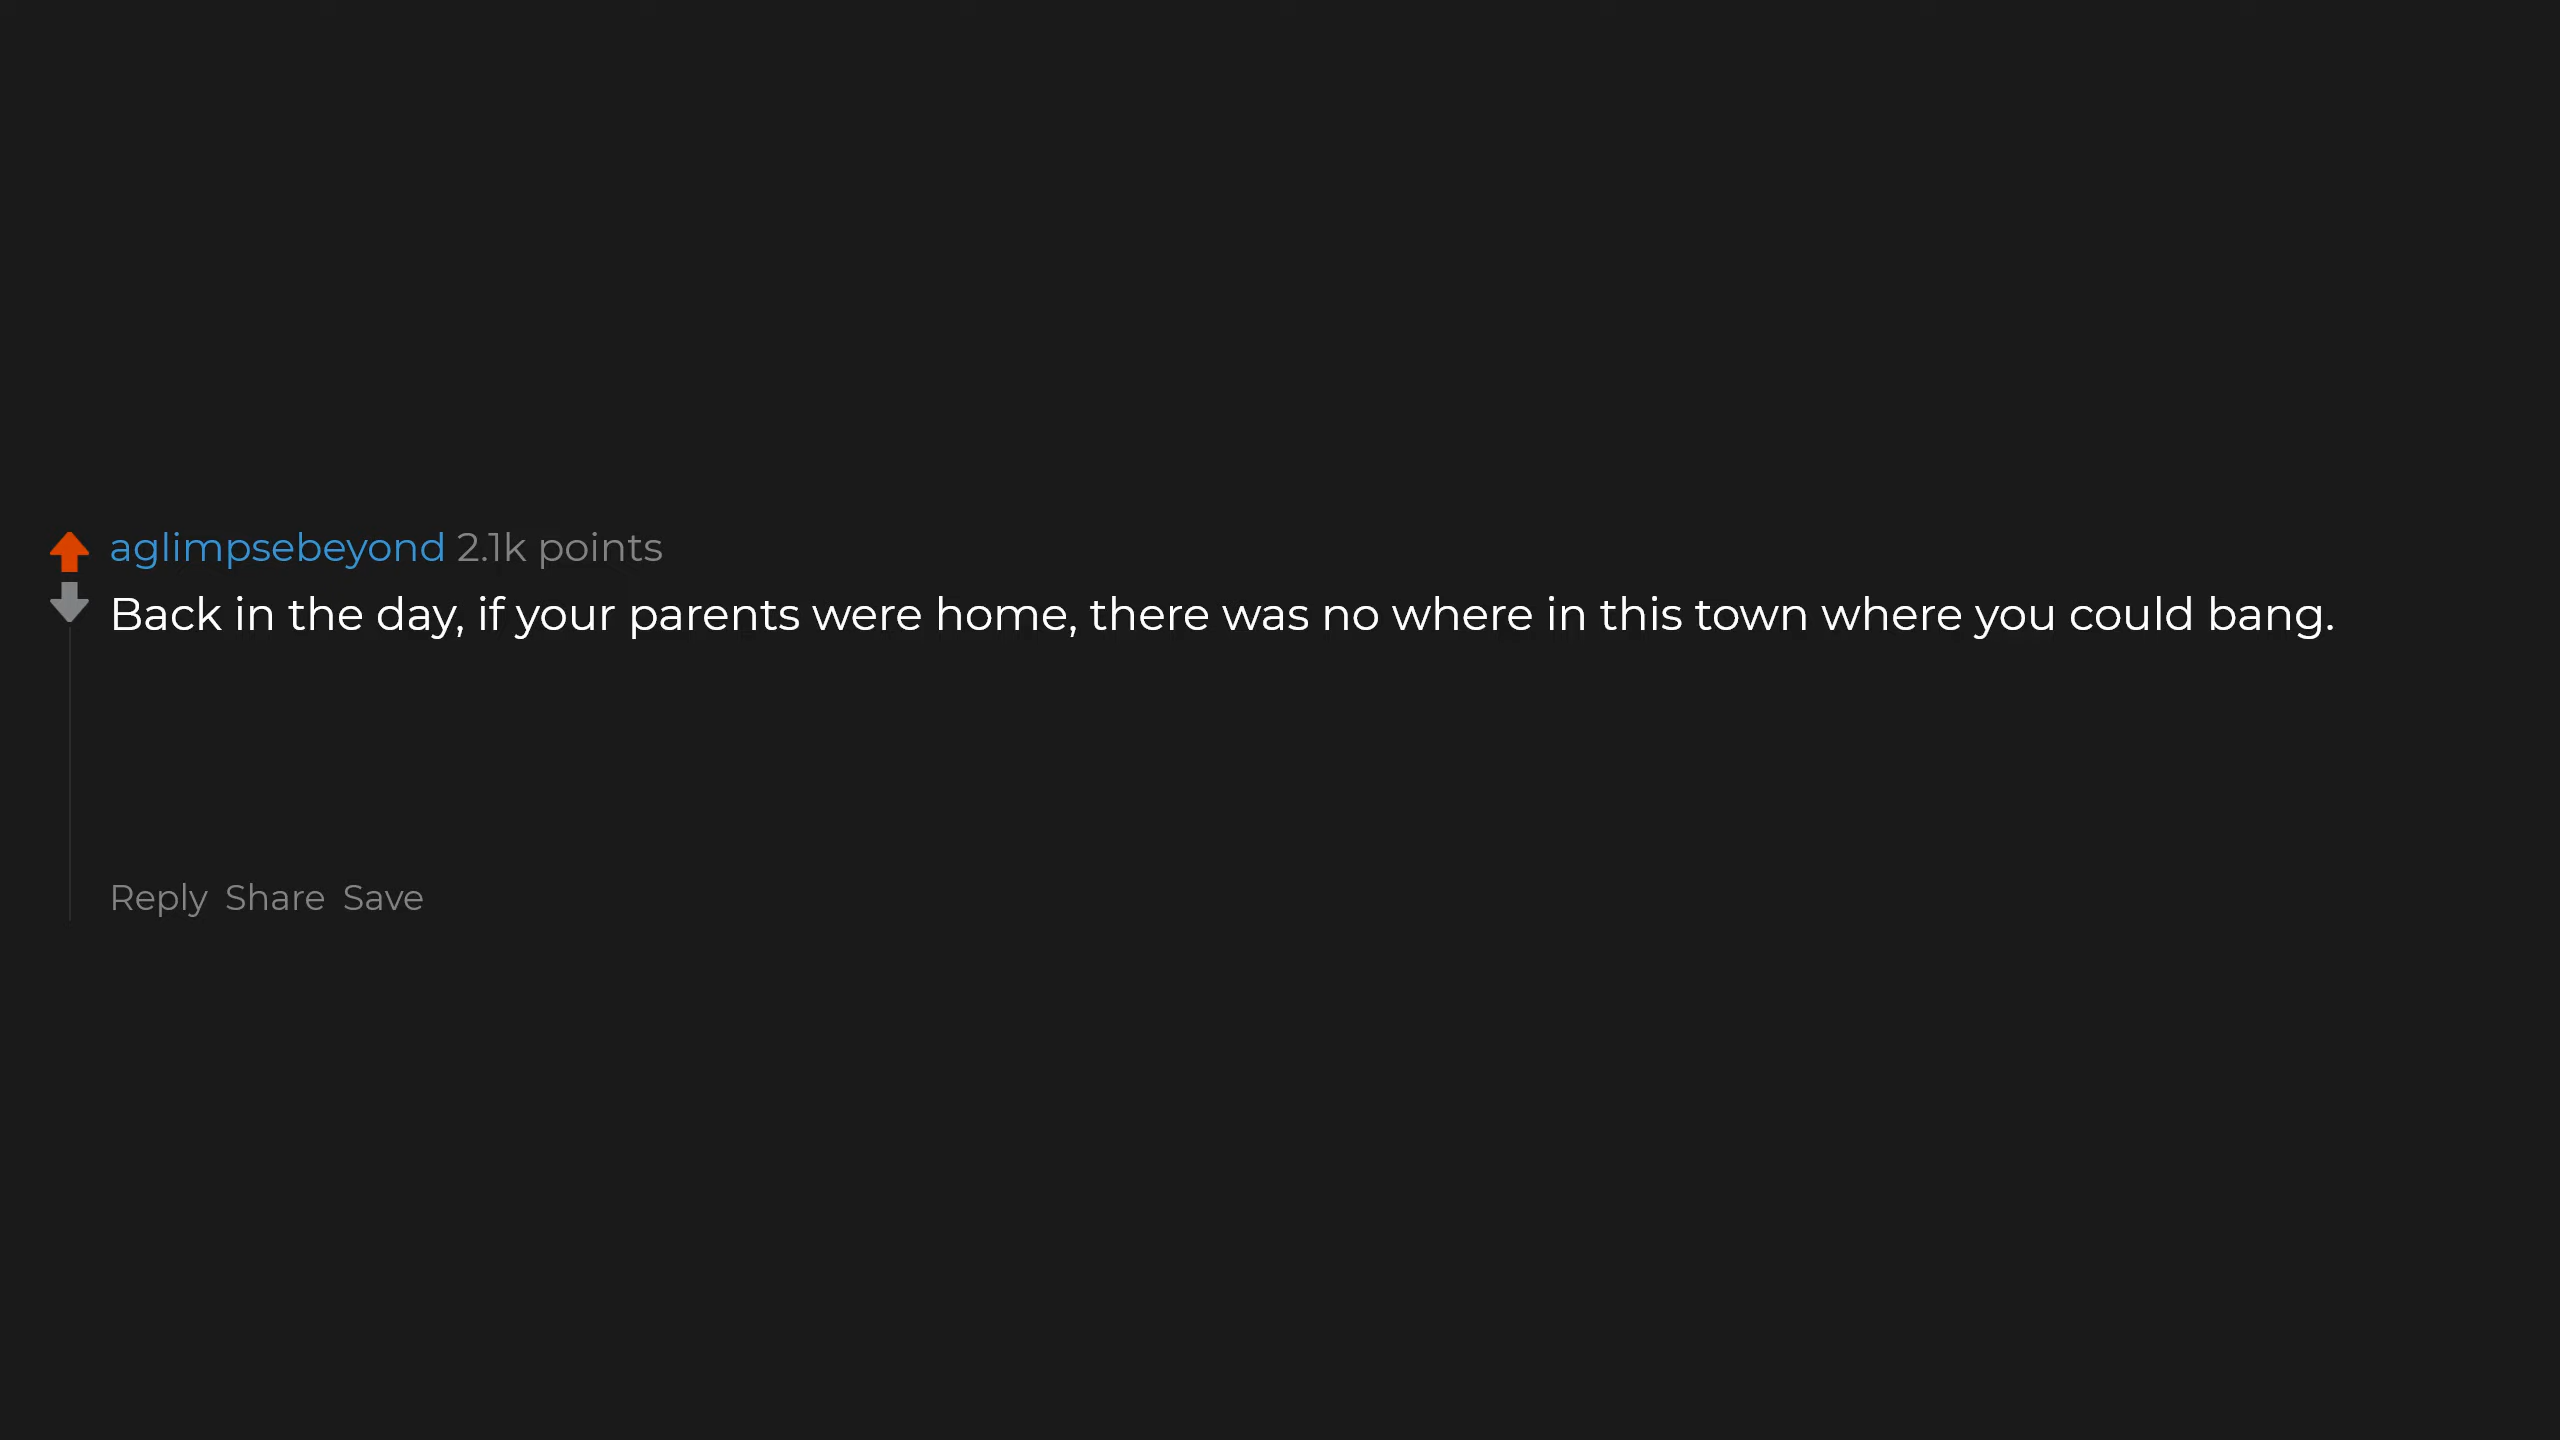 aglimpsebeyond 2.1k points
Back in the day, if your parents were home, there was no where in this town where you could bang.
Reply Share Save